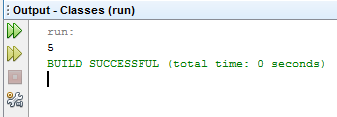 Output - Classes (run)
run:
5
BUILD SUCCESSFUL (total time: 0 seconds)